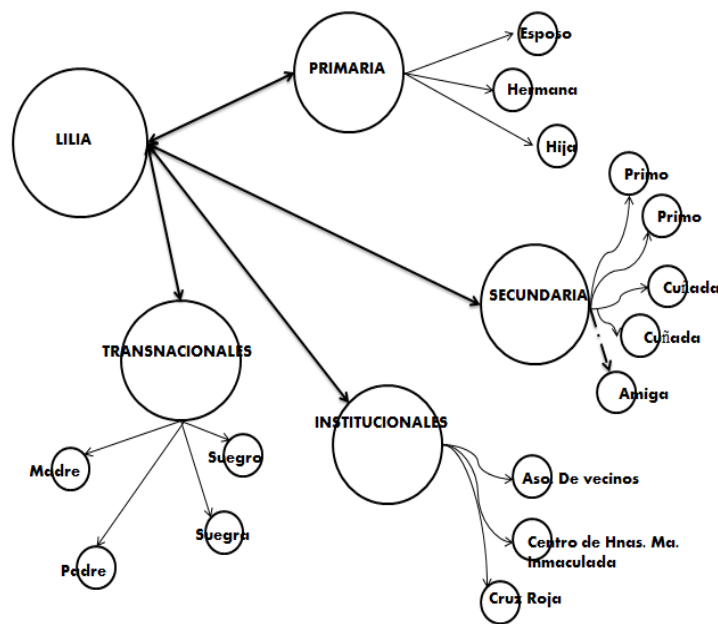 Esposo
PRIMARIA
Hermana
LILIA
Hija
Primo
Primo
SECUNDARIA
Cuñada
Cuñada
TRANSNACIONALES
Amiga
INSTITUCIONALES
Suegro
Madre
Aso. De vecinos
Suegra
Centro de Hnas. Ma.
Inmaculada
Padre
Cruz Roja